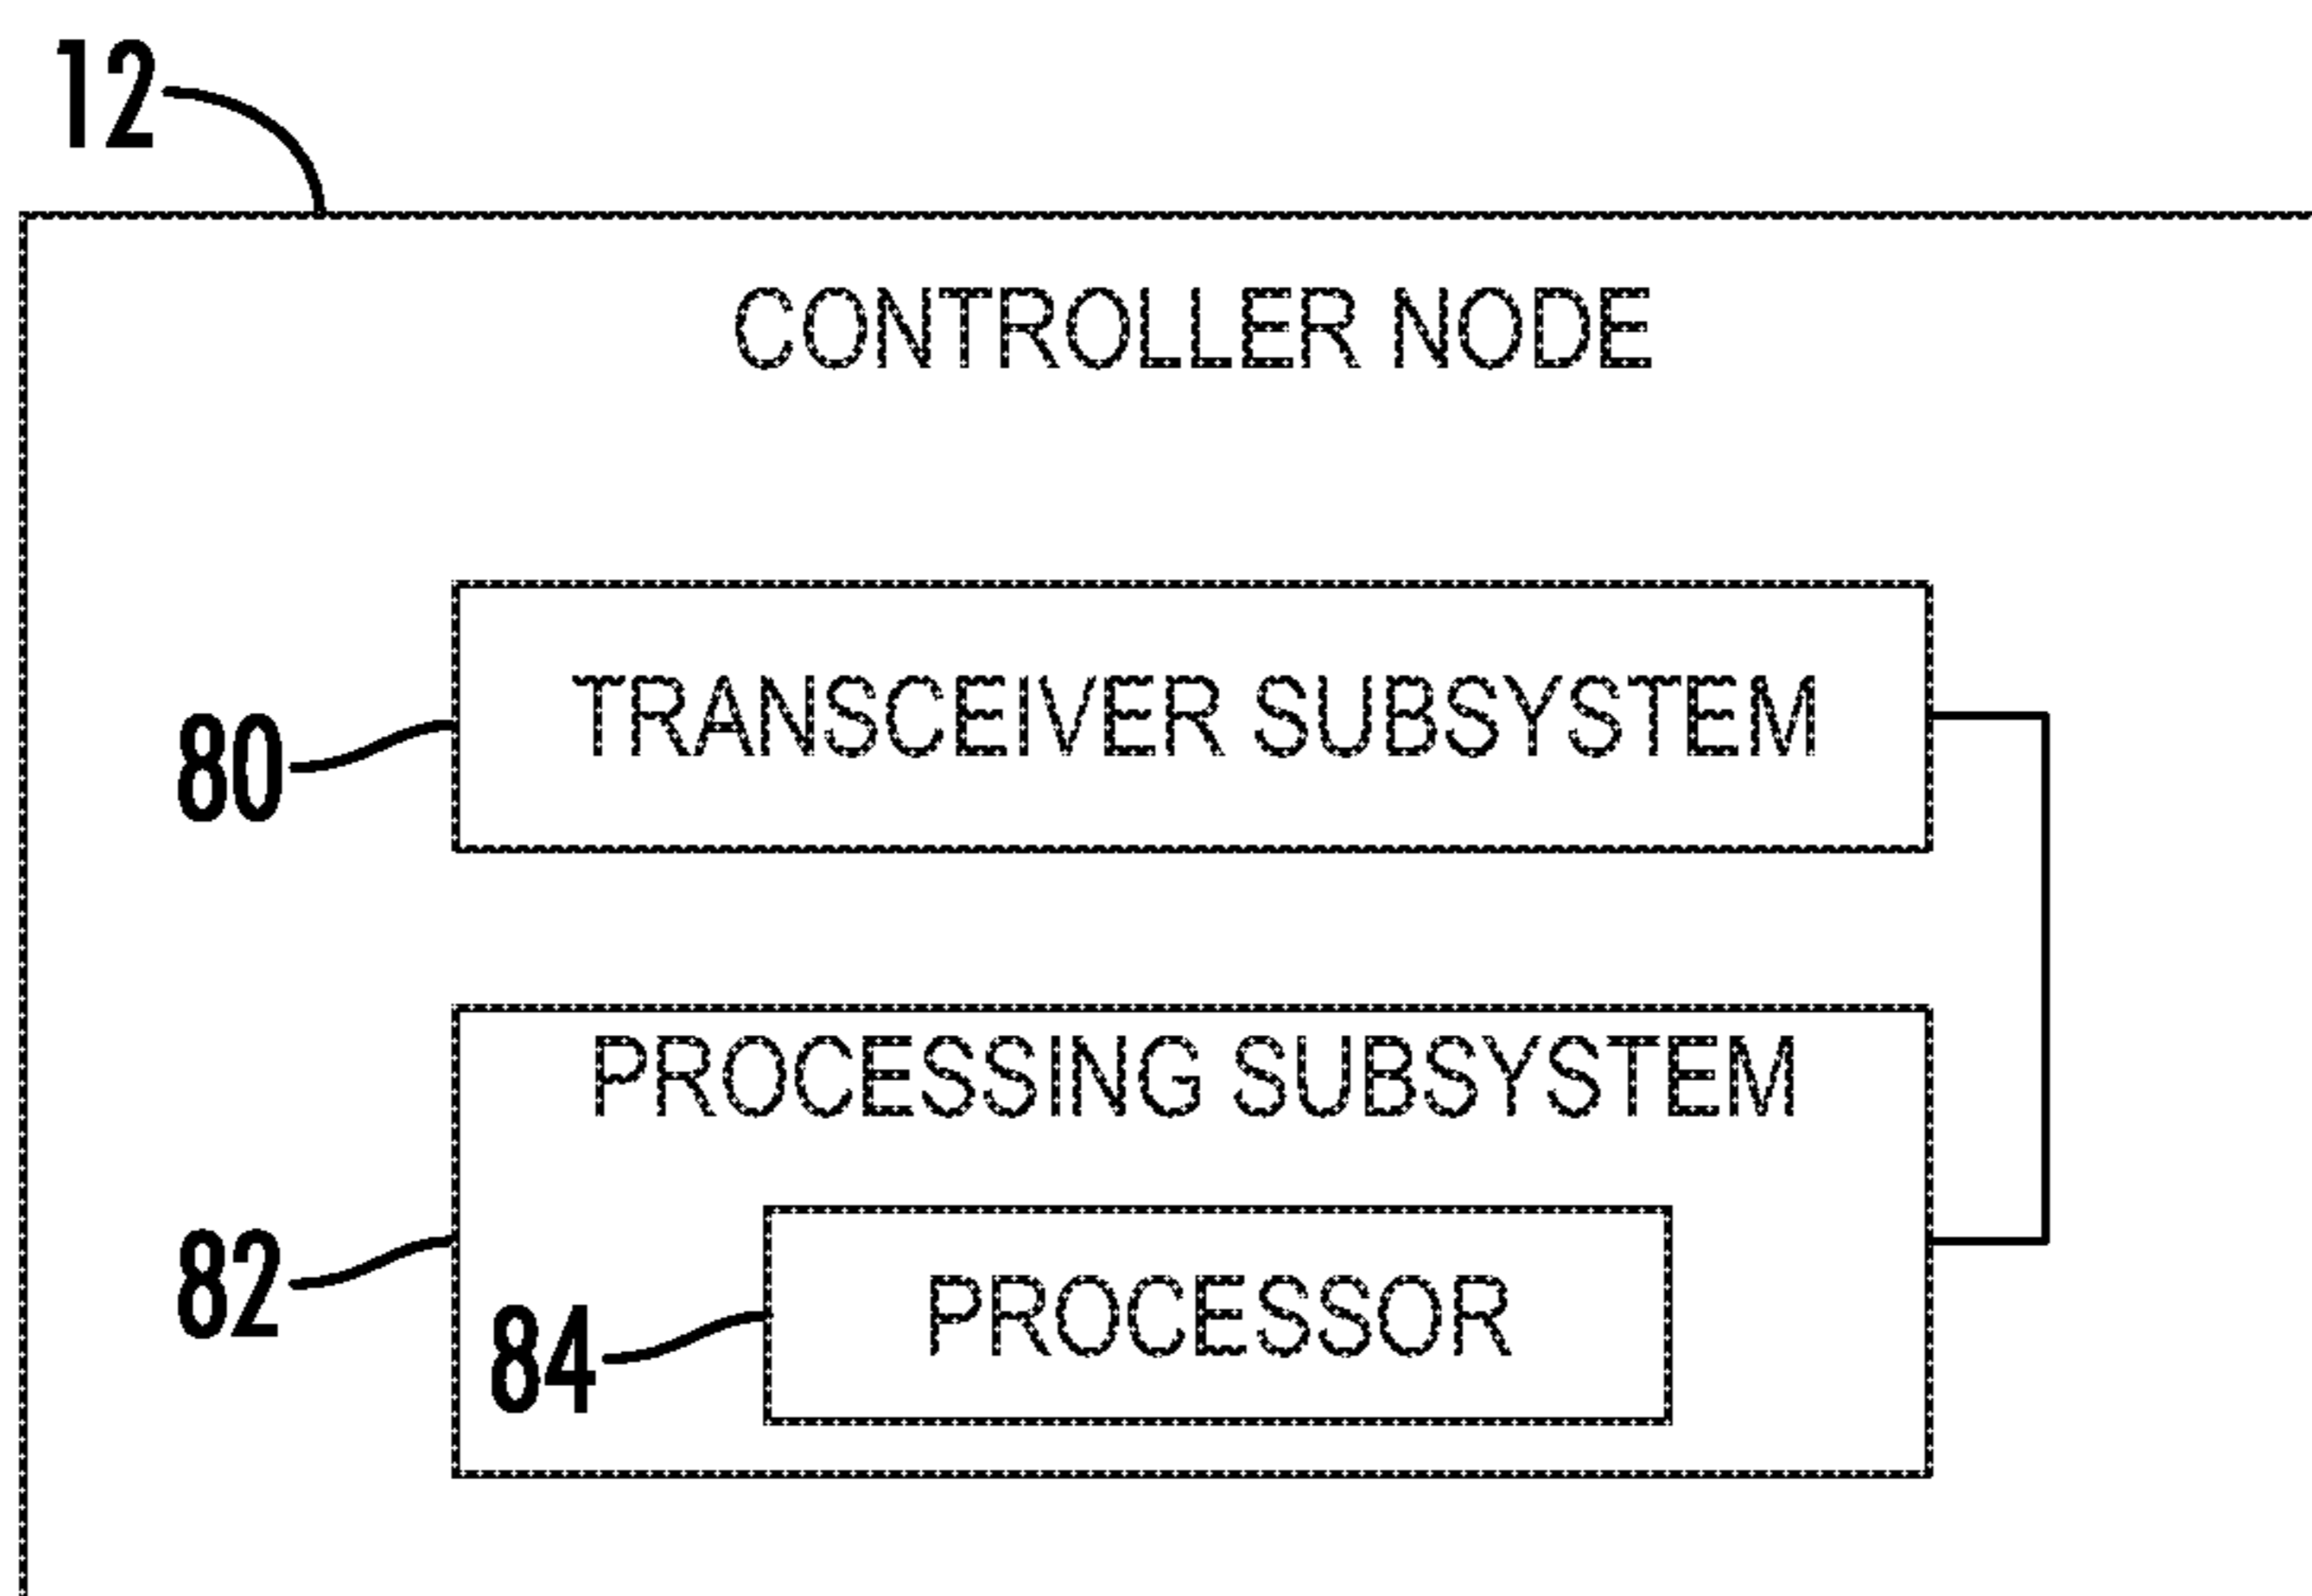 12
CONTROLLER NODE
TRANSCEIVER SUBSYSTEM
80
PROCESSING SUBSYSTEM
82
PROCESSOR
84